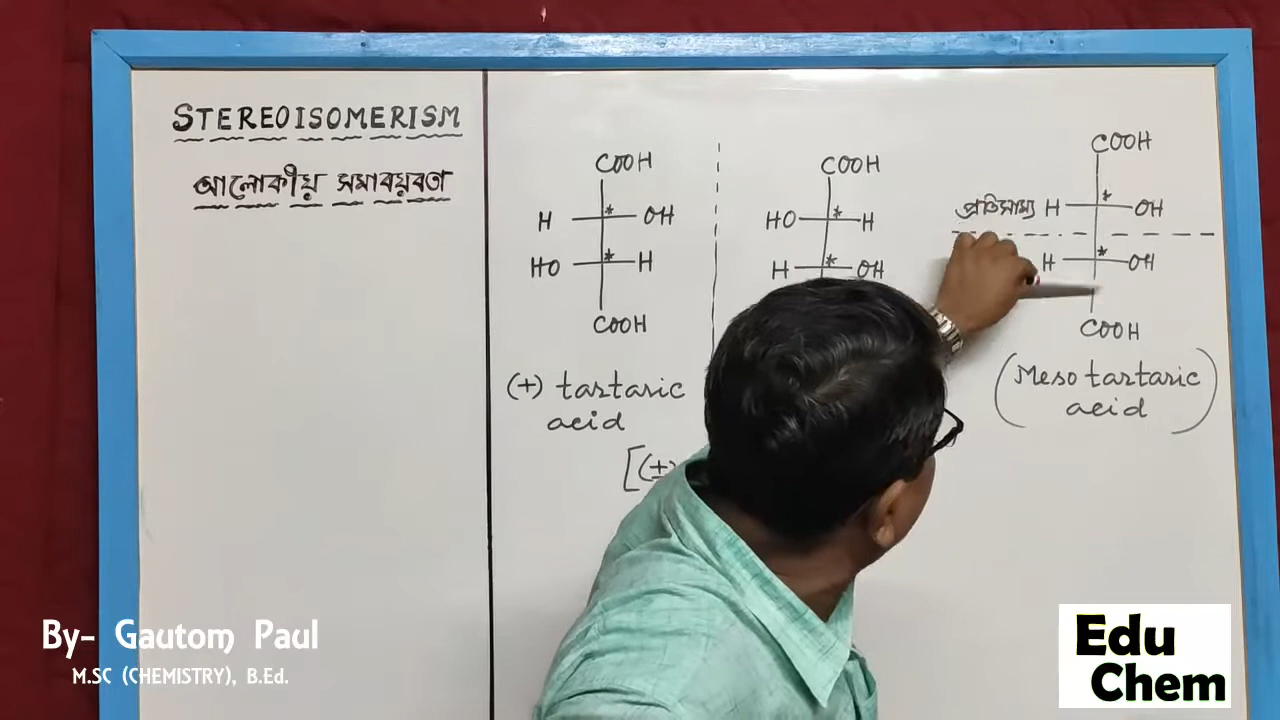 STEREOISOMERISM
আলোকীয় সমাবয়বতা
COOH
H * OH
HO * H
COOH
(+) tartaric
acid
COOH
HO * H
H * OH
[(±)
COOH
প্রতিসাম্য H * OH
H * OH
COOH
(Meso tartaric
acid)
By- Gautom Paul
M.SC (CHEMISTRY), B.Ed.
Edu
Chem